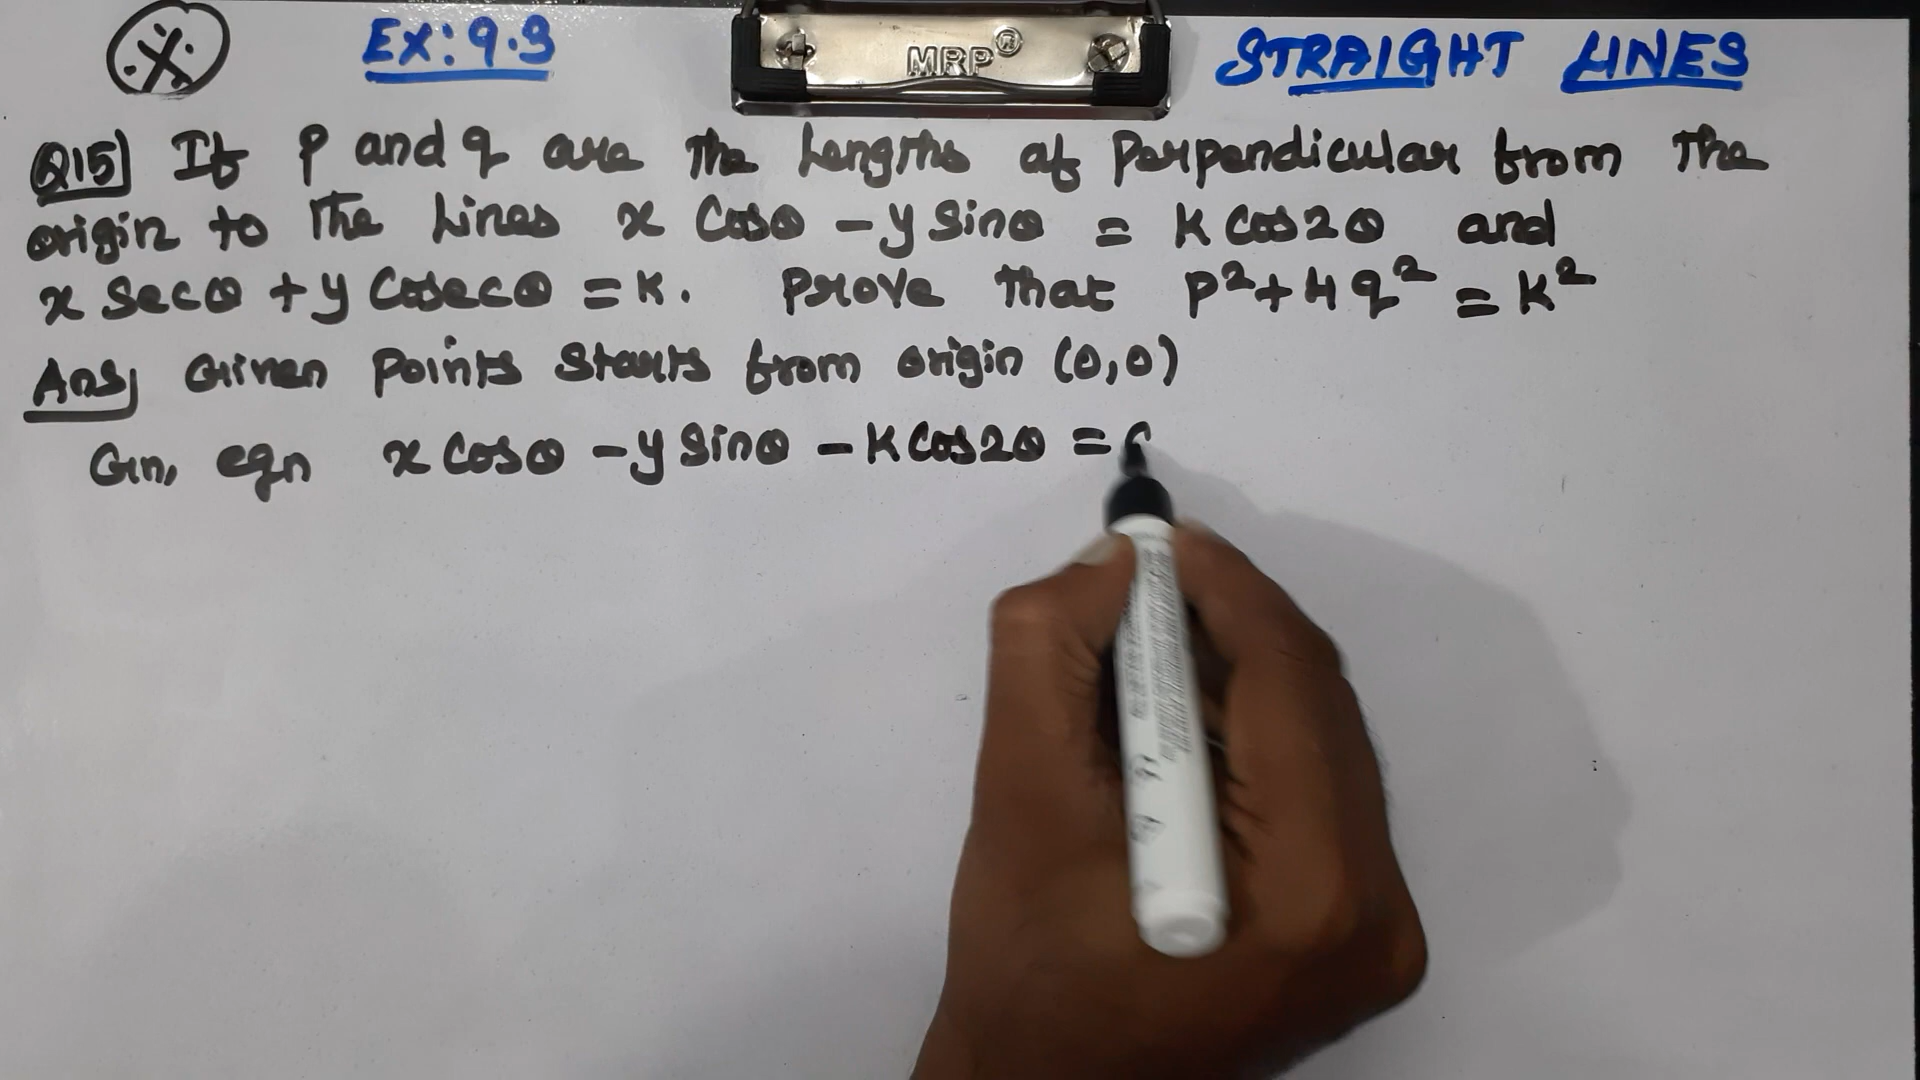 Ex: 9.3
MRP®
STRAIGHT LINES
Q15] If p and q are the Lengths of perpendicular from the
origin to the Lines x Cosθ - y Sinθ = K Cos2θ and
x Secθ + y Cosecθ = K. Prove that P² + 4q² = K²
Ans, Given Points Starts from origin (0,0)
Gn, eqn x Cosθ - y Sinθ - K Cos2θ =